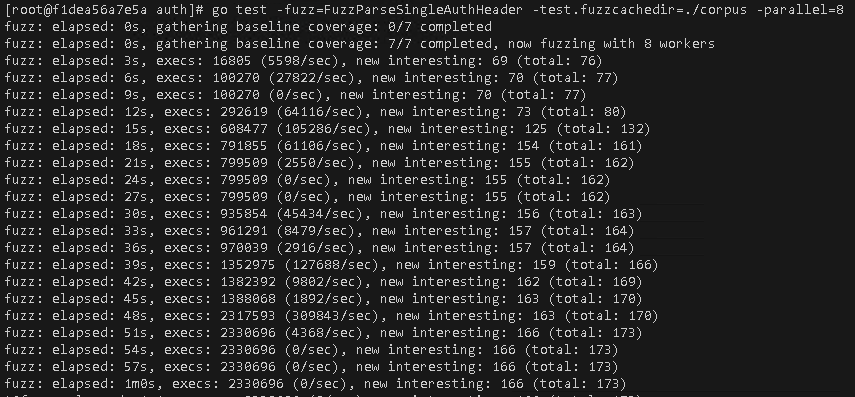 [root@f1dea56a7e5a auth]# go test -fuzz=FuzzParseSingleAuthHeader -test.fuzzcachedir=./corpus -parallel=8
fuzz: elapsed: 0s, gathering baseline coverage: 0/7 completed
fuzz: elapsed: 0s, gathering baseline coverage: 7/7 completed, now fuzzing with 8 workers
fuzz: elapsed: 3s, execs: 16805 (5598/sec), new interesting: 69 (total: 76)
fuzz: elapsed: 6s, execs: 100270 (27822/sec), new interesting: 70 (total: 77)
fuzz: elapsed: 9s, execs: 100270 (0/sec), new interesting: 70 (total: 77)
fuzz: elapsed: 12s, execs: 292619 (64116/sec), new interesting: 73 (total: 80)
fuzz: elapsed: 15s, execs: 608477 (105286/sec), new interesting: 125 (total: 132)
fuzz: elapsed: 18s, execs: 791855 (61106/sec), new interesting: 154 (total: 161)
fuzz: elapsed: 21s, execs: 799509 (2550/sec), new interesting: 155 (total: 162)
fuzz: elapsed: 24s, execs: 799509 (0/sec), new interesting: 155 (total: 162)
fuzz: elapsed: 27s, execs: 799509 (0/sec), new interesting: 155 (total: 162)
fuzz: elapsed: 30s, execs: 935854 (45434/sec), new interesting: 156 (total: 163)
fuzz: elapsed: 33s, execs: 961291 (8479/sec), new interesting: 157 (total: 164)
fuzz: elapsed: 36s, execs: 970039 (2916/sec), new interesting: 157 (total: 164)
fuzz: elapsed: 39s, execs: 1352975 (127688/sec), new interesting: 159 (total: 166)
fuzz: elapsed: 42s, execs: 1382392 (9802/sec), new interesting: 162 (total: 169)
fuzz: elapsed: 45s, execs: 1388068 (1892/sec), new interesting: 163 (total: 170)
fuzz: elapsed: 48s, execs: 2317593 (309843/sec), new interesting: 163 (total: 170)
fuzz: elapsed: 51s, execs: 2330696 (4368/sec), new interesting: 166 (total: 173)
fuzz: elapsed: 54s, execs: 2330696 (0/sec), new interesting: 166 (total: 173)
fuzz: elapsed: 57s, execs: 2330696 (0/sec), new interesting: 166 (total: 173)
fuzz: elapsed: 1m0s, execs: 2330696 (0/sec), new interesting: 166 (total: 173)